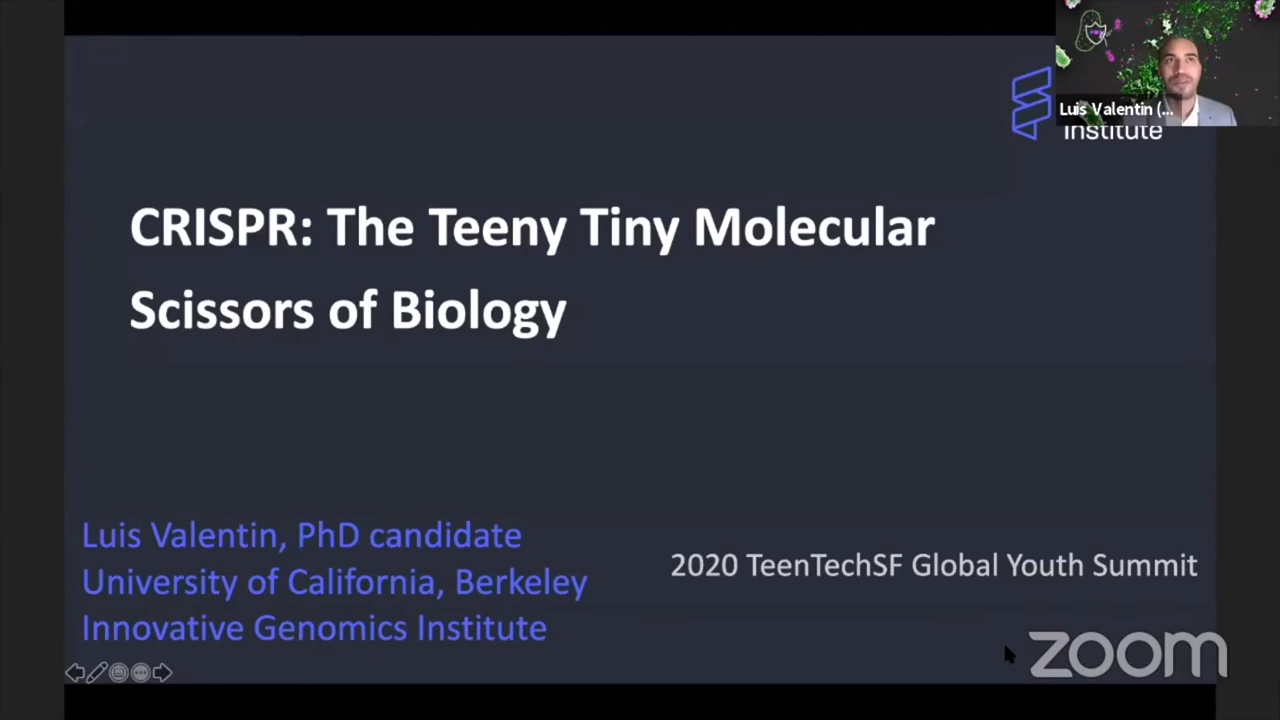 Luis Valentin (...
Institute
CRISPR: The Teeny Tiny Molecular
Scissors of Biology
Luis Valentin, PhD candidate
University of California, Berkeley
Innovative Genomics Institute
2020 TeenTechSF Global Youth Summit
zoom